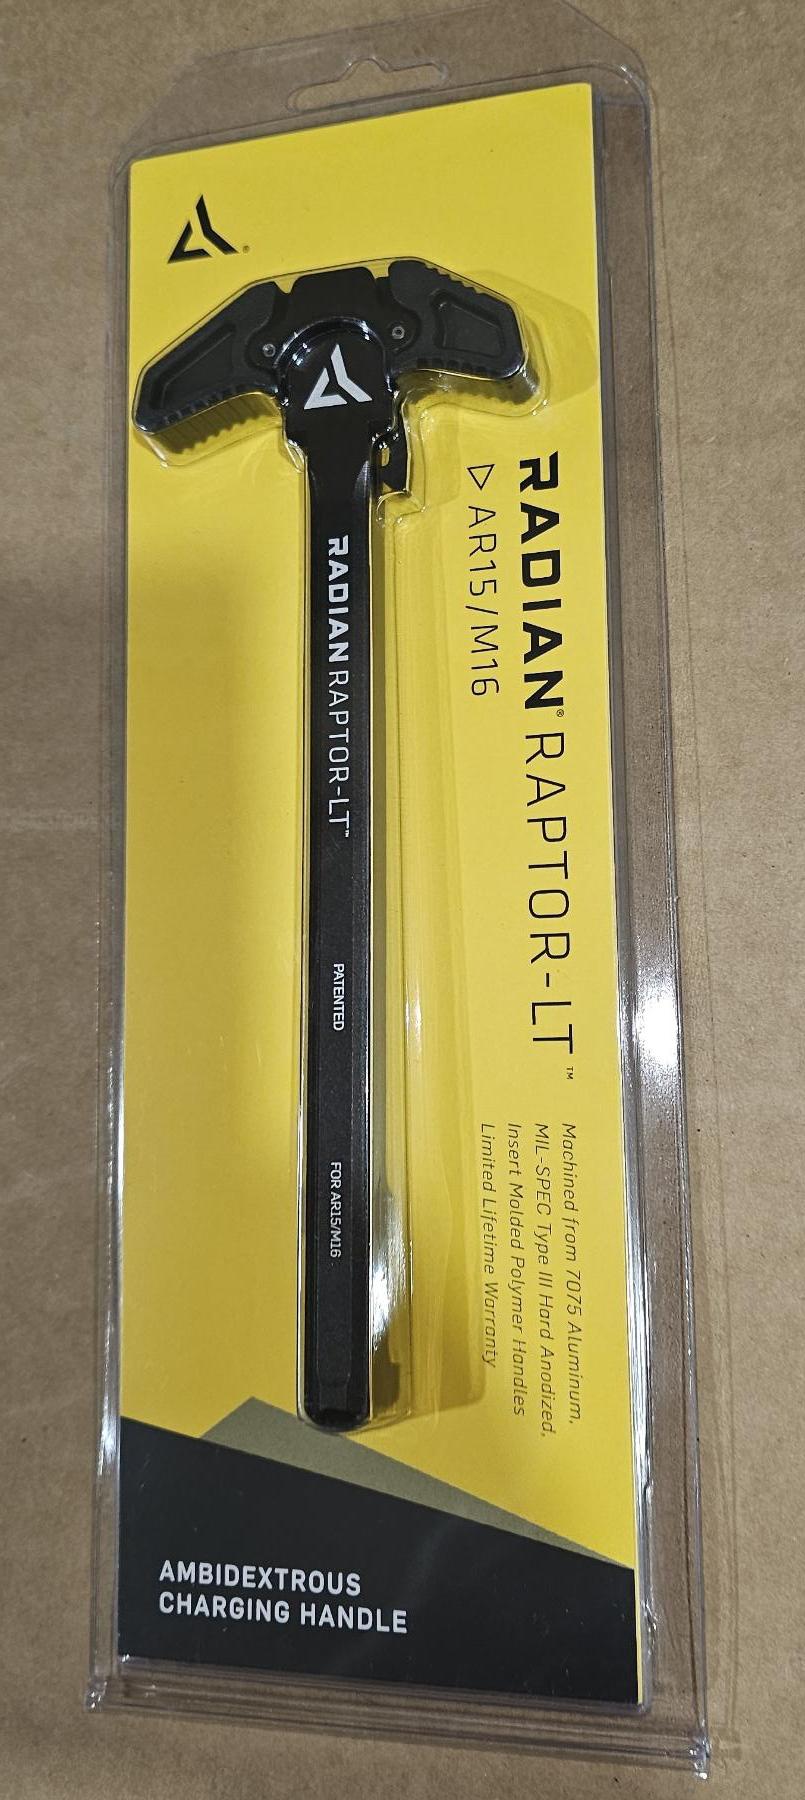 RADIAN® RAPTOR-LT™
▷ AR15/M16
Machined from 7075 Aluminum,
MIL-SPEC Type III Hard Anodized,
Insert Molded Polymer Handles
Limited Lifetime Warranty
RADIAN RAPTOR-LT™
PATENTED
FOR AR15/M16
AMBIDEXTROUS
CHARGING HANDLE